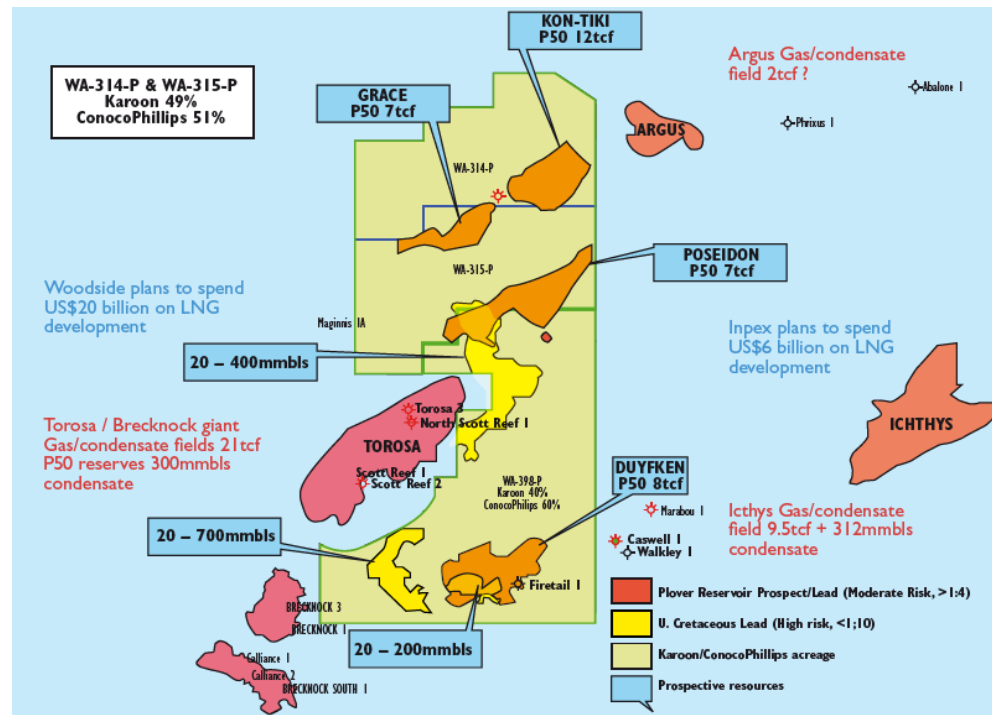 KON-TIKI
P50 12tcf
Argus Gas/condensate
field 2tcf ?
Abalone 1
Phrixus 1
WA-314-P & WA-315-P
Karoon 49%
ConocoPhillips 51%
GRACE
P50 7tcf
ARGUS
WA-314-P
POSEIDON
P50 7tcf
WA-315-P
Woodside plans to spend
US$20 billion on LNG
development
Maginnis 1A
Inpex plans to spend
US$6 billion on LNG
development
20 – 400mmbls
Torosa / Brecknock giant
Gas/condensate fields 21tcf
P50 reserves 300mmbls
condensate
Torosa 3
North Scott Reef 1
TOROSA
Scott Reef 1
Scott Reef 2
ICHTHYS
WA-398-P
Karoon 40%
ConocoPhilips 60%
DUYFKEN
P50 8tcf
Marabou 1
Icthys Gas/condensate
field 9.5tcf + 312mmbls
condensate
20 – 700mmbls
Caswell 1
Walkley 1
Firetail 1
BRECKNOCK 3
BRECKNOCK 1
20 – 200mmbls
Calliance 1
Calliance 2
BRECKNOCK SOUTH 1
Plover Reservoir Prospect/Lead (Moderate Risk, >1:4)
U. Cretaceous Lead (High risk, <1;10)
Karoon/ConocoPhillips acreage
Prospective resources